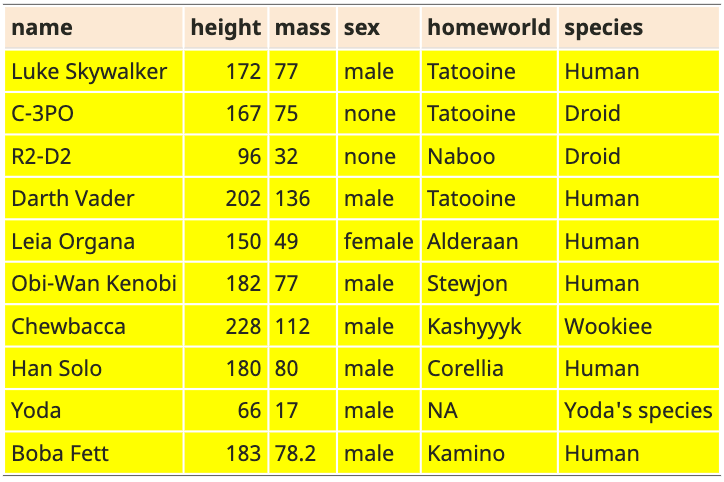 name height mass sex homeworld species
Luke Skywalker 172 77 male Tatooine Human
C-3PO 167 75 none Tatooine Droid
R2-D2 96 32 none Naboo Droid
Darth Vader 202 136 male Tatooine Human
Leia Organa 150 49 female Alderaan Human
Obi-Wan Kenobi 182 77 male Stewjon Human
Chewbacca 228 112 male Kashyyyk Wookiee
Han Solo 180 80 male Corellia Human
Yoda 66 17 male NA Yoda's species
Boba Fett 183 78.2 male Kamino Human